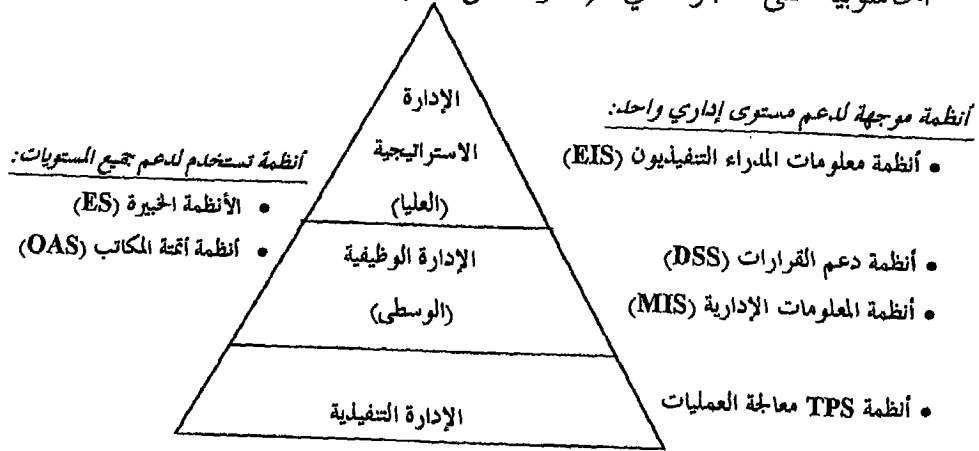 أنظمة موجهة لدعم مستوى إداري واحد:
• أنظمة معلومات المدراء التنفيذيون (EIS)
• أنظمة دعم القرارات (DSS)
• أنظمة المعلومات الإدارية (MIS)
• أنظمة TPS معالجة العمليات
الإدارة
الاستراتيجية
(العليا)
الإدارة الوظيفية
(الوسطى)
الإدارة التنفيذية
أنظمة تستخدم لدعم جميع المستويات:
• الأنظمة الخبيرة (ES)
• أنظمة أتمتة المكاتب (OAS)